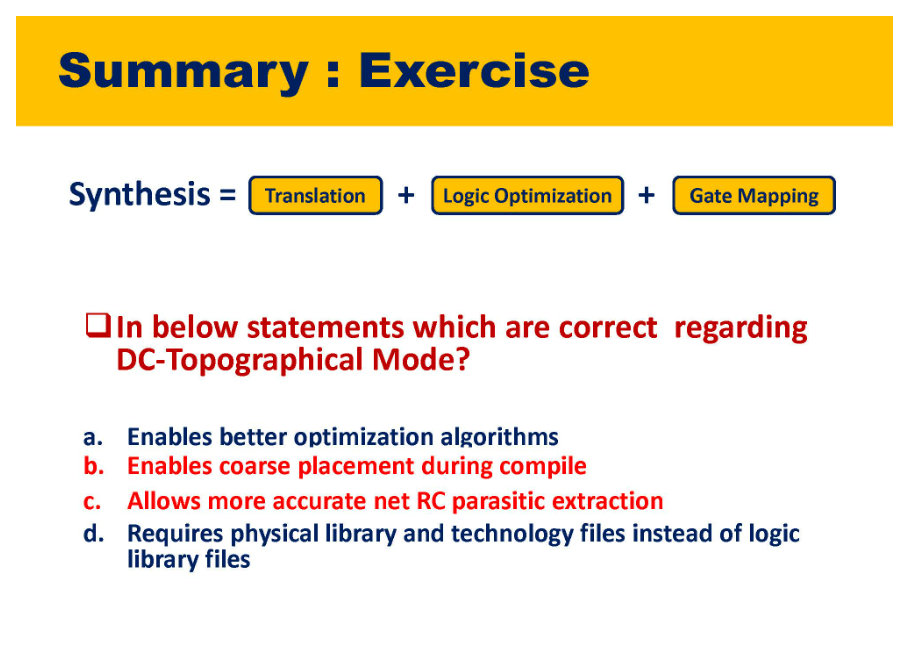 Summary : Exercise
Synthesis = Translation + Logic Optimization + Gate Mapping
❑In below statements which are correct regarding
DC-Topographical Mode?
a. Enables better optimization algorithms
b. Enables coarse placement during compile
c. Allows more accurate net RC parasitic extraction
d. Requires physical library and technology files instead of logic
library files